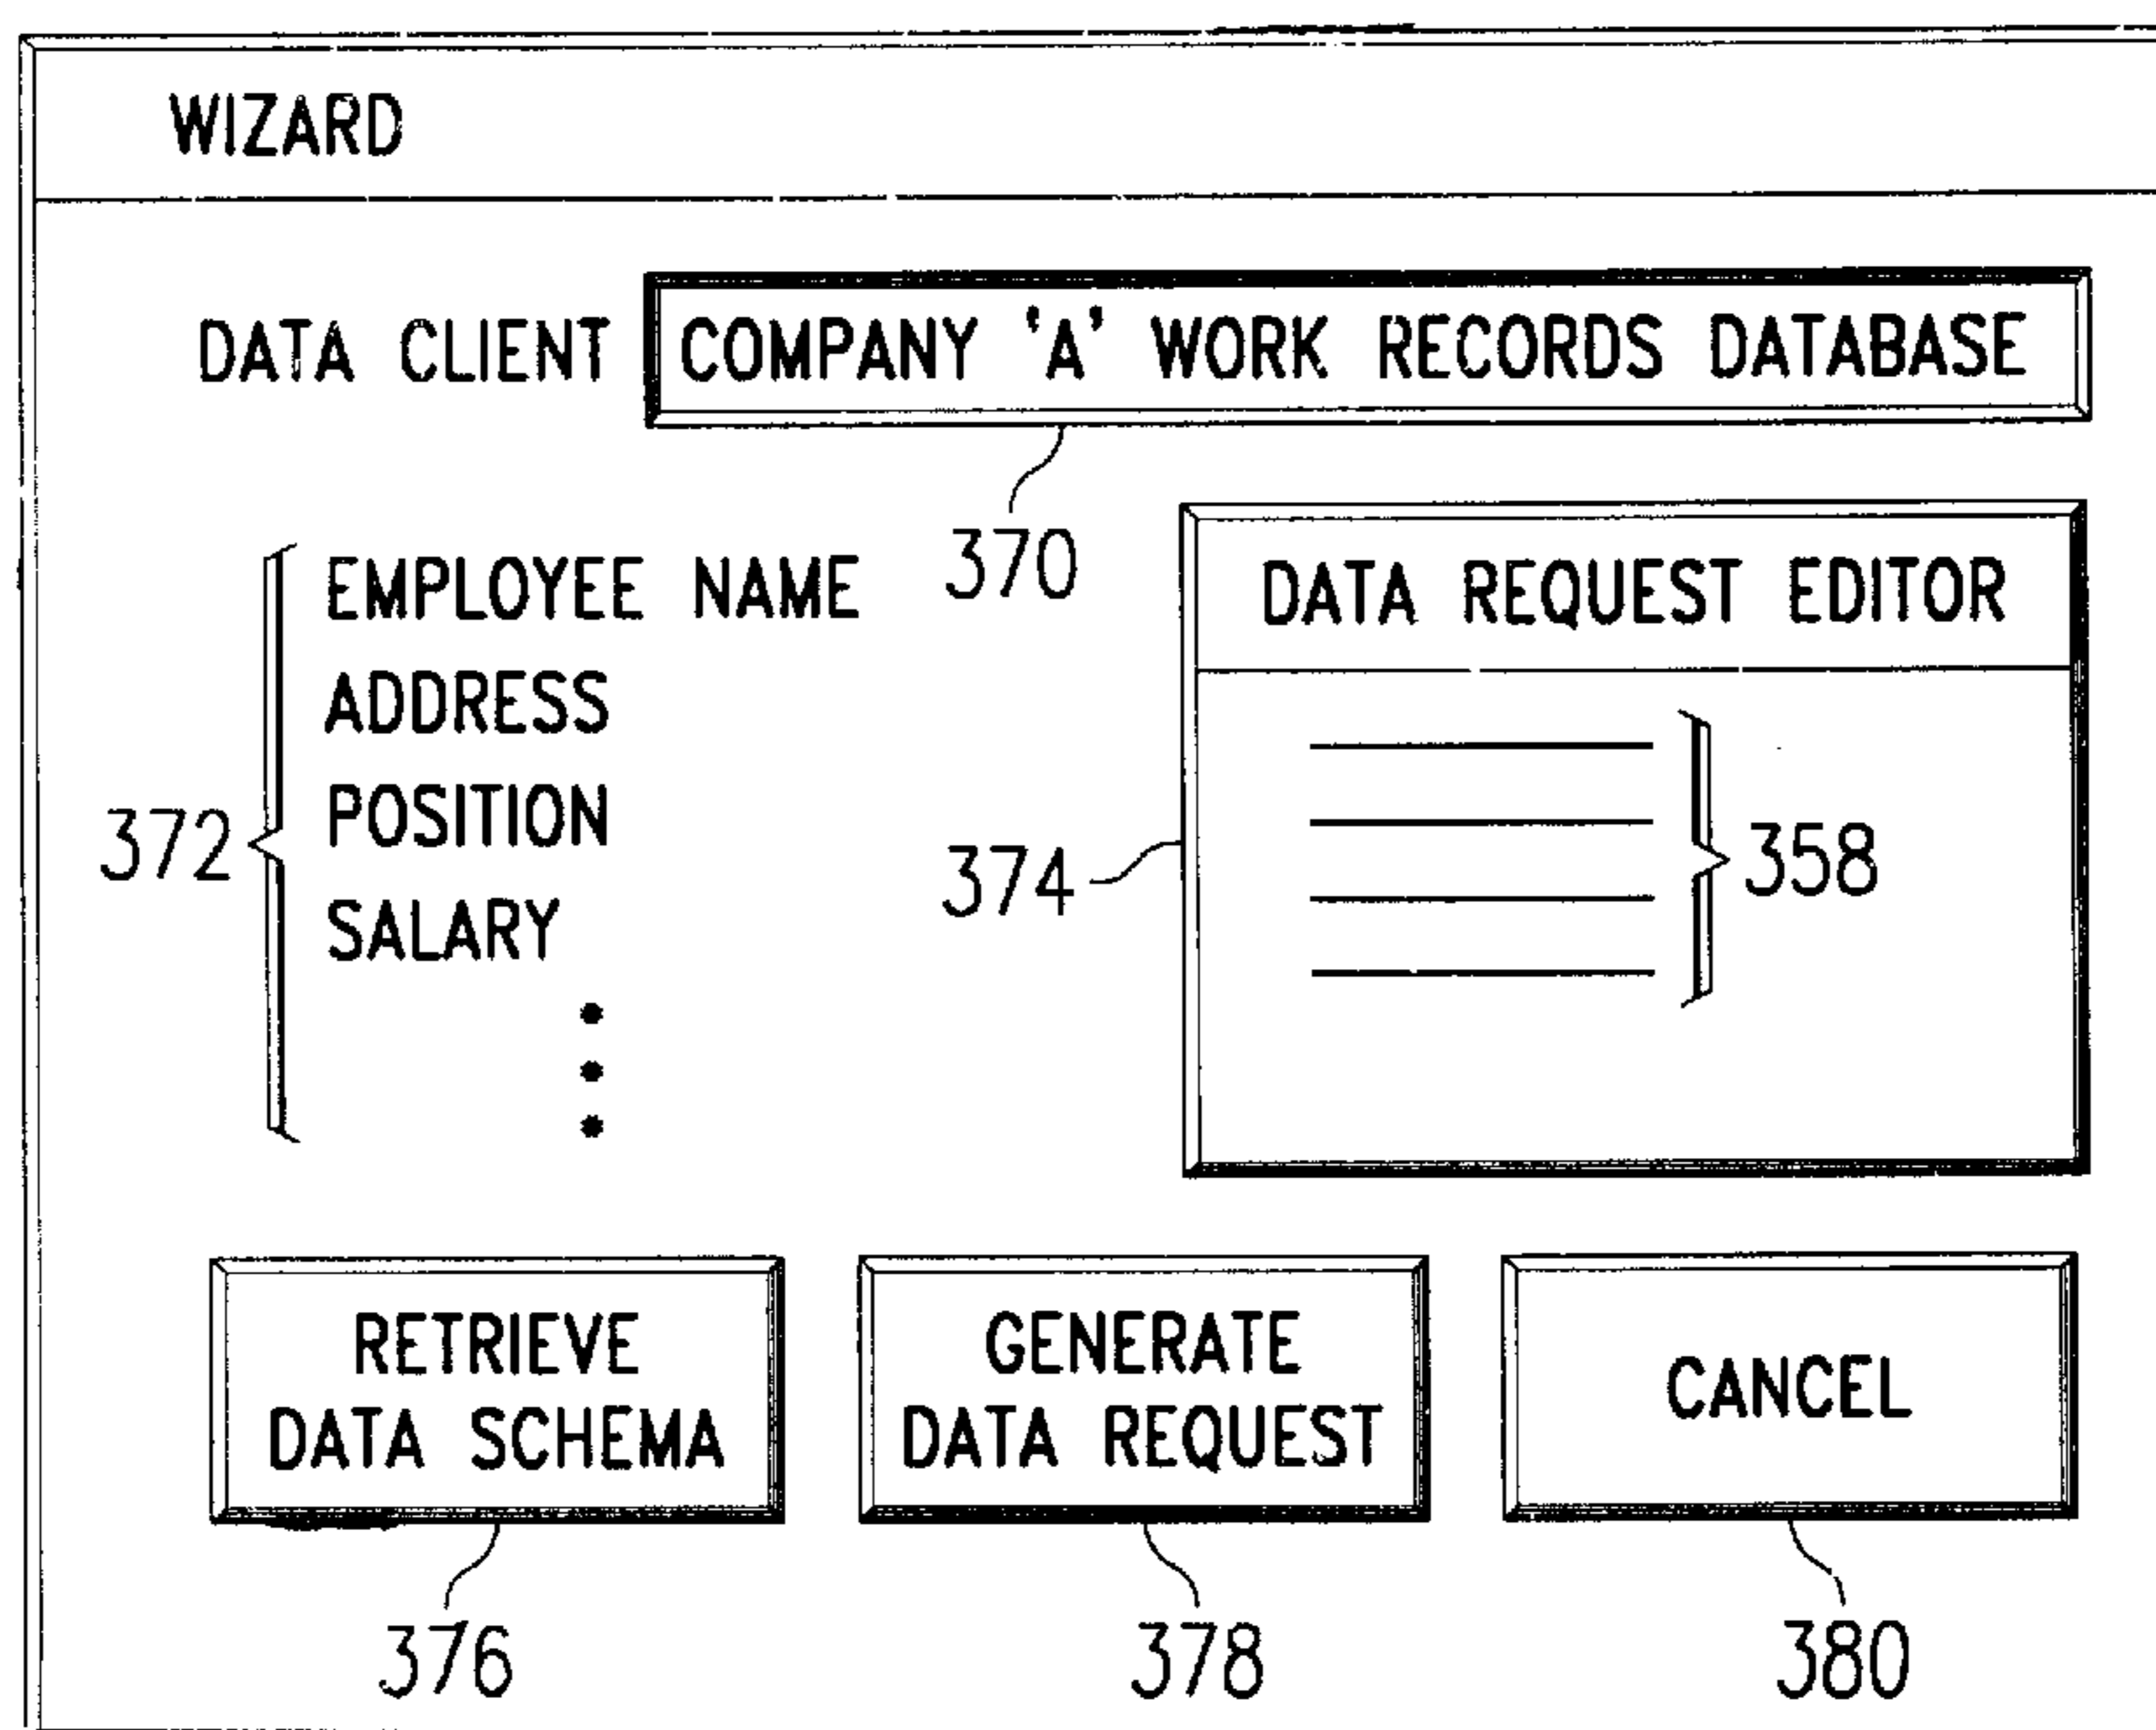 WIZARD
DATA CLIENT COMPANY 'A' WORK RECORDS DATABASE
370
EMPLOYEE NAME
ADDRESS
POSITION
SALARY
372
DATA REQUEST EDITOR
374
358
RETRIEVE
DATA SCHEMA
GENERATE
DATA REQUEST
CANCEL
376
378
380